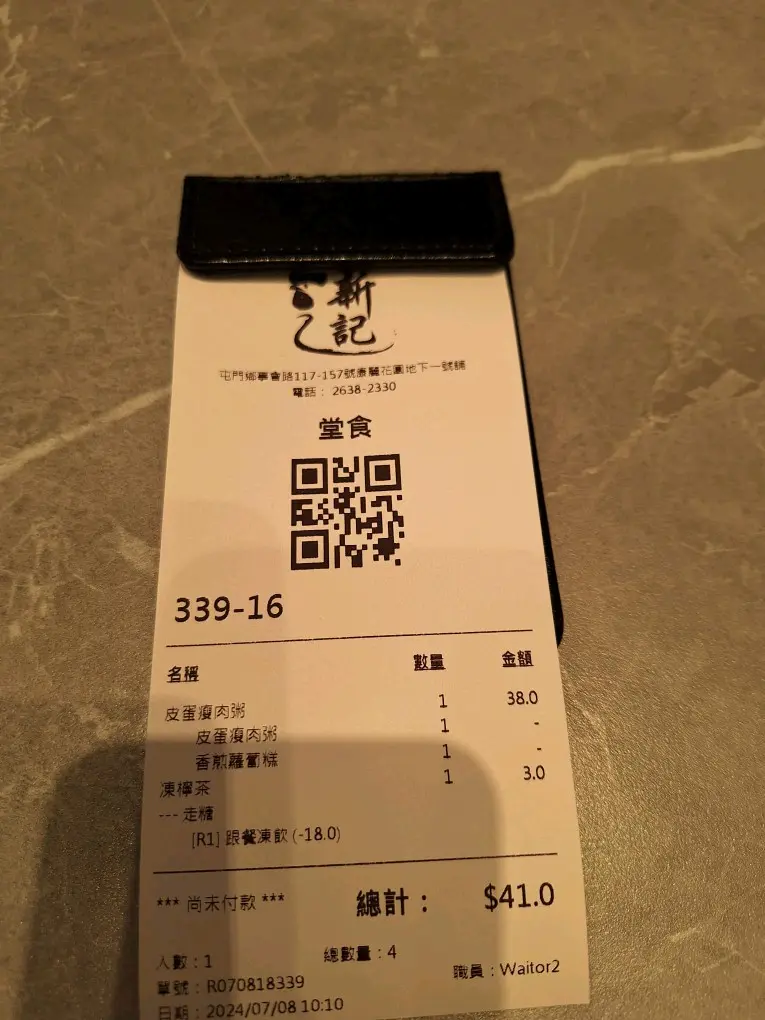 新
記
屯門鄉事會路117-157號康麗花園地下一號舖
電話： 2638-2330
堂食
339-16
名稱 數量 金額
皮蛋瘦肉粥 1 38.0
皮蛋瘦肉粥 1 -
香煎蘿蔔糕 1 -
凍檸茶 1 3.0
--- 走糖
[R1] 跟餐凍飲 (-18.0)
*** 尚未付款 *** 總計： $41.0
人數：1 總數量：4 職員：Waitor2
單號：R070818339
日期：2024/07/08 10:10